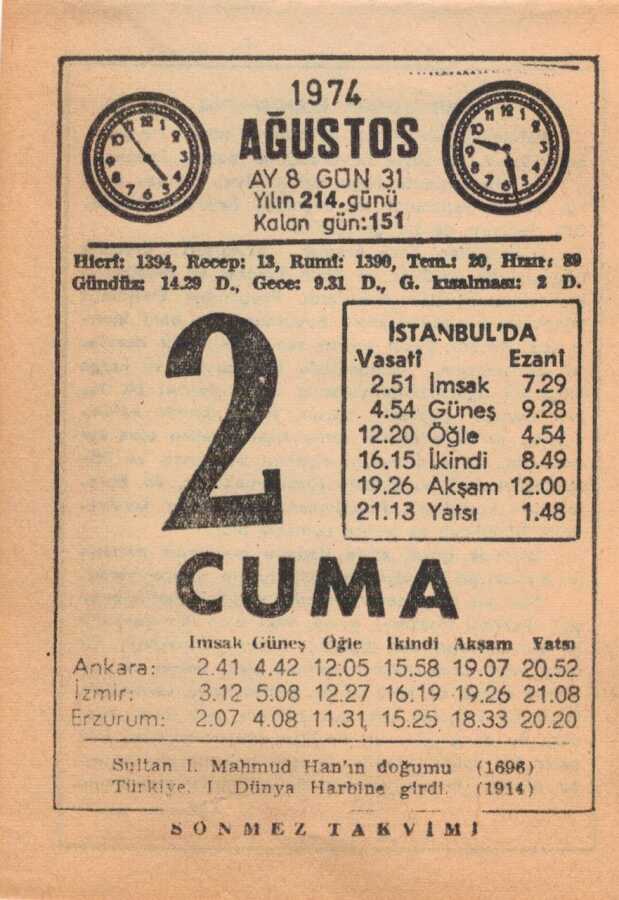 1974
AĞUSTOS
AY 8 GÜN 31
Yılın 214.günü
Kalan gün:151
Hicrî: 1394, Recep: 13, Rumî: 1390, Tem.: 20, Hızır: 89
Gündüz: 14.29 D., Gece: 9.31 D., G. kısalması: 2 D.
2
İSTANBUL'DA
Vasatî Ezanî
2.51 İmsak 7.29
4.54 Güneş 9.28
12.20 Öğle 4.54
16.15 İkindi 8.49
19.26 Akşam 12.00
21.13 Yatsı 1.48
CUMA
İmsak Güneş Öğle İkindi Akşam Yatsı
Ankara: 2.41 4.42 12:05 15.58 19.07 20.52
İzmir: 3.12 5:08 12.27 16.19 19.26 21.08
Erzurum: 2.07 4.08 11.31 15.25 18.33 20.20
Sultan I. Mahmud Han'ın doğumu (1696)
Türkiye. I Dünya Harbine girdi. (1914)
SÖNMEZ TAKVİMİ